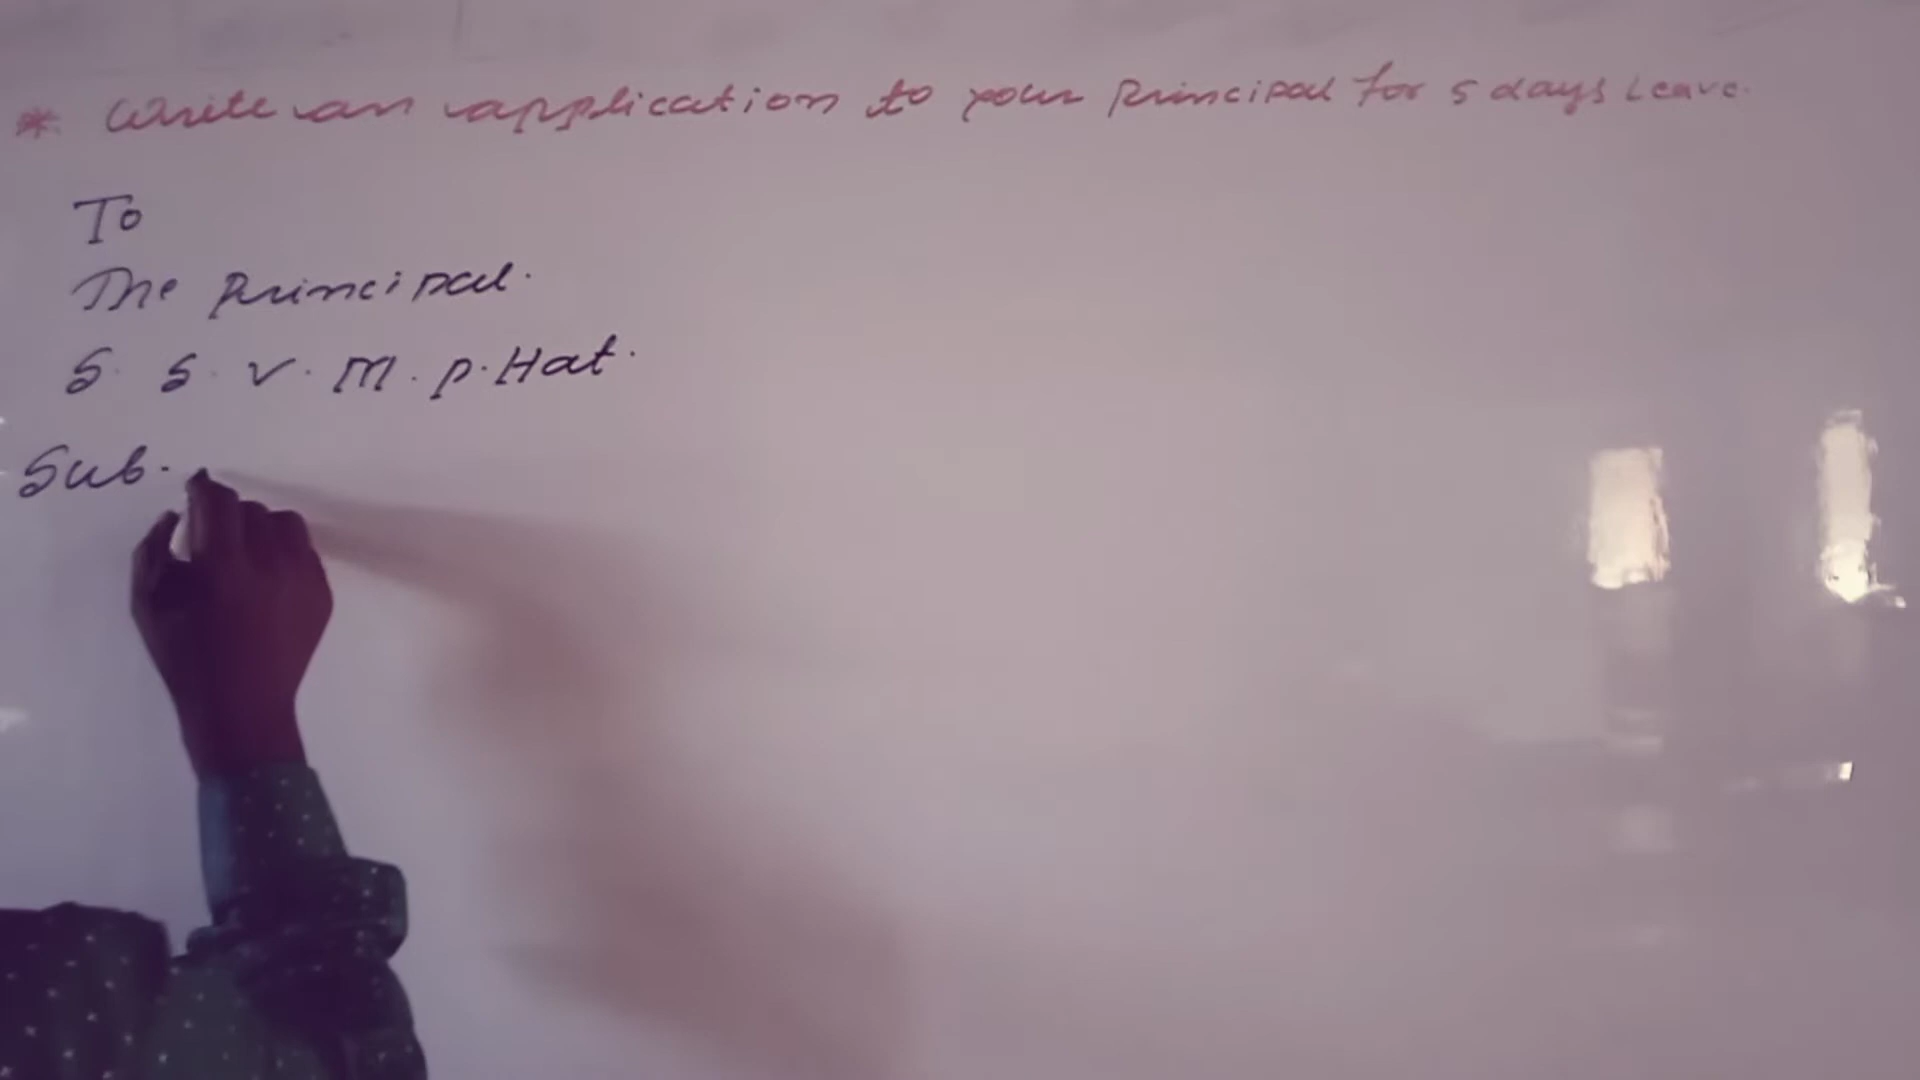 * Write an application to your Principal for 5 days Leave.
To
The Principal.
S. S. V. M. P. Hat.
Sub.